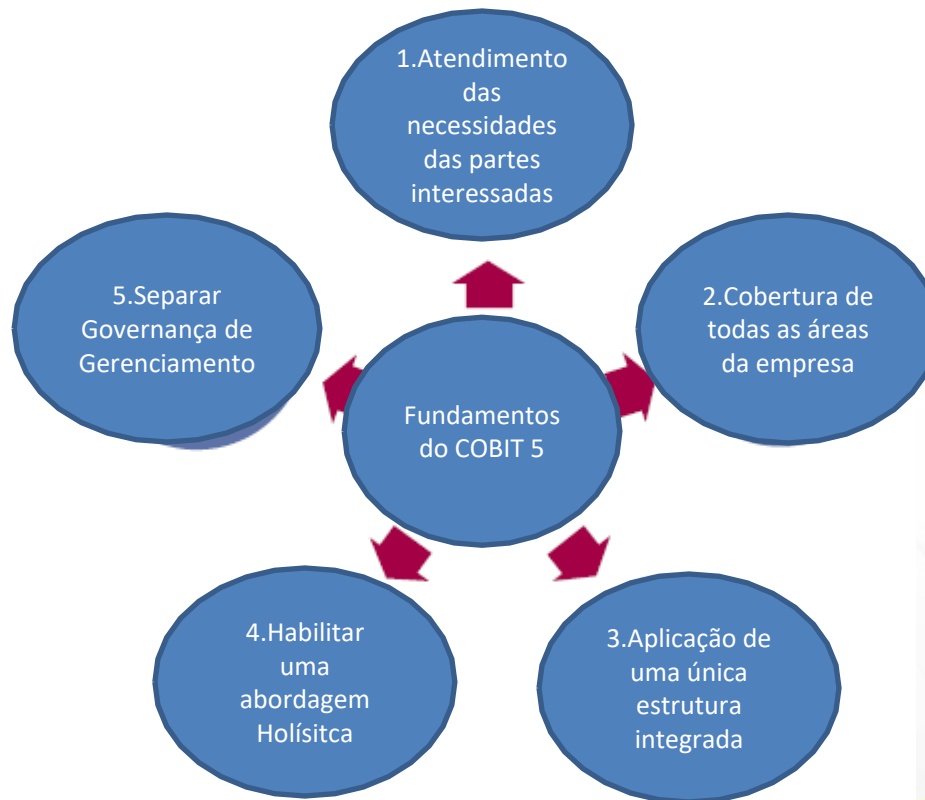 1.Atendimento
das
necessidades
das partes
interessadas
2.Cobertura de
todas as áreas
da empresa
3.Aplicação de
uma única
estrutura
integrada
4.Habilitar
uma
abordagem
Holísitca
5.Separar
Governança de
Gerenciamento
Fundamentos
do COBIT 5